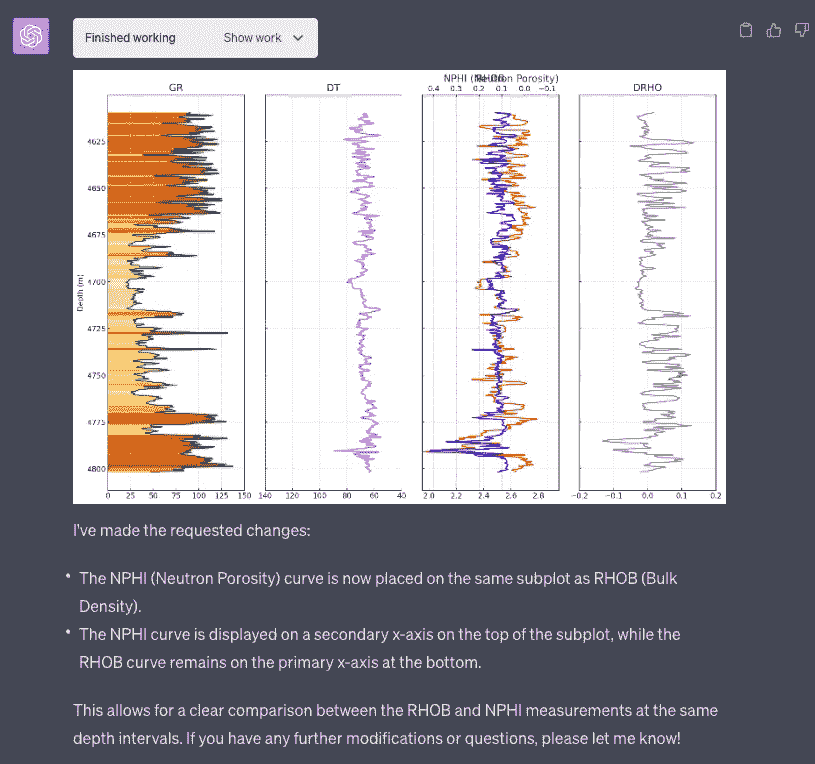 Finished working Show work
NPHI (Neutron Porosity)
GR DT RHOB DRHO
0.4 0.3 0.2 0.1 0.0 −0.1
4625
4650
4675
4700
4725
4750
4775
4800
Depth (m)
0 25 50 75 100 125 150
140 120 100 80 60 40
2.0 2.2 2.4 2.6 2.8
−0.2 −0.1 0.0 0.1 0.2
I've made the requested changes:
• The NPHI (Neutron Porosity) curve is now placed on the same subplot as RHOB (Bulk
Density).
• The NPHI curve is displayed on a secondary x-axis on the top of the subplot, while the
RHOB curve remains on the primary x-axis at the bottom.
This allows for a clear comparison between the RHOB and NPHI measurements at the same
depth intervals. If you have any further modifications or questions, please let me know!